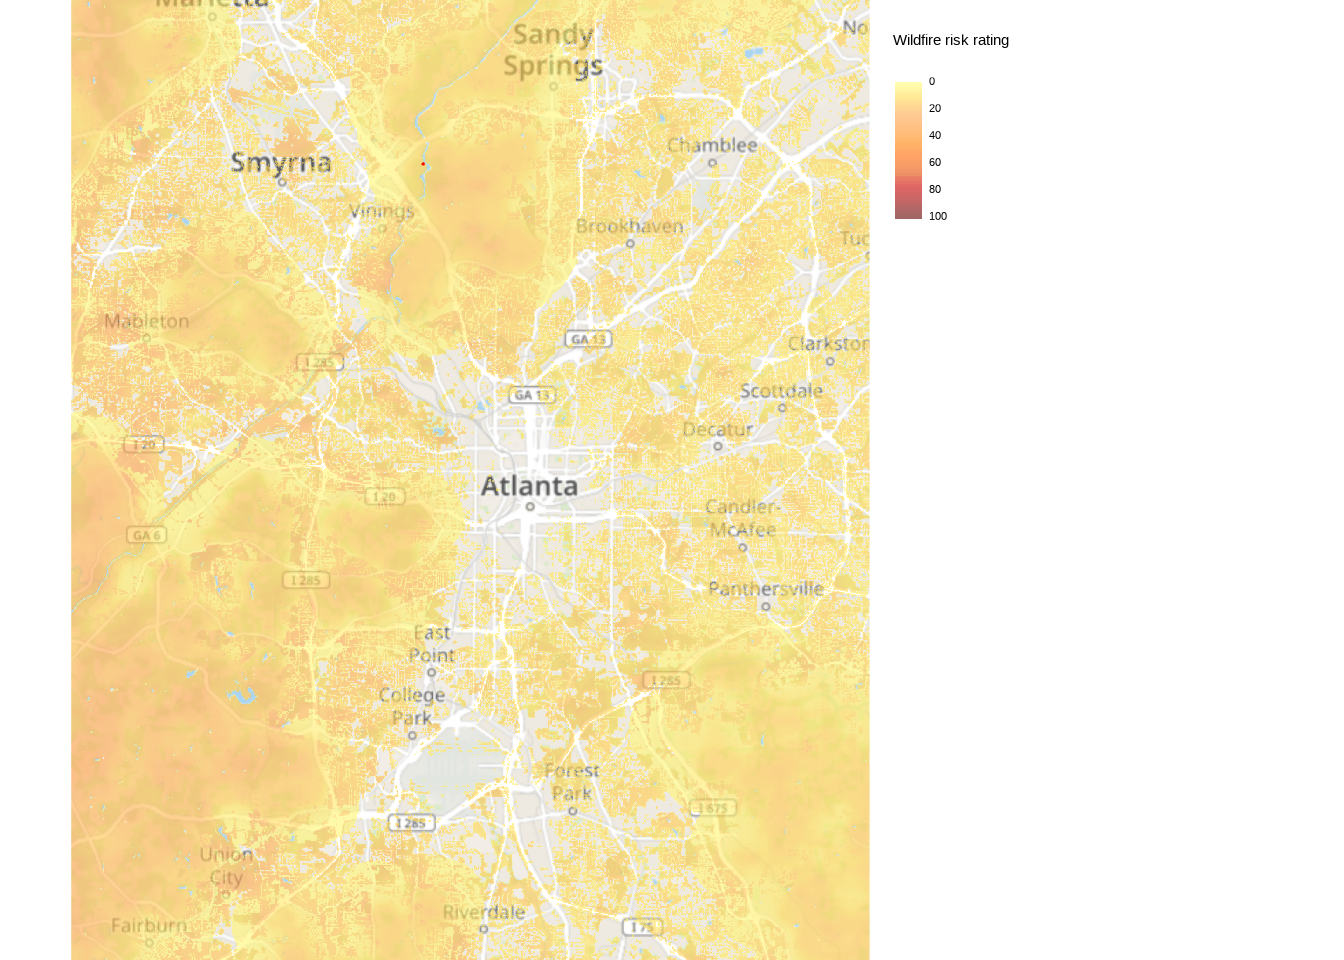 Marietta
Sandy
Springs
No
Wildfire risk rating
0
20
40
60
80
100
Chamblee
Smyrna
Vinings
Brookhaven
Tuc
Mableton
GA 13
Clarkston
I 285
GA 13
Scottdale
Decatur
I 20
Atlanta
I 20
Candler-
McAfee
GA 6
I 285
Panthersville
East
Point
I 285
College
Park
Forest
Park
I 675
I 285
Union
City
Riverdale
Fairburn
I 75